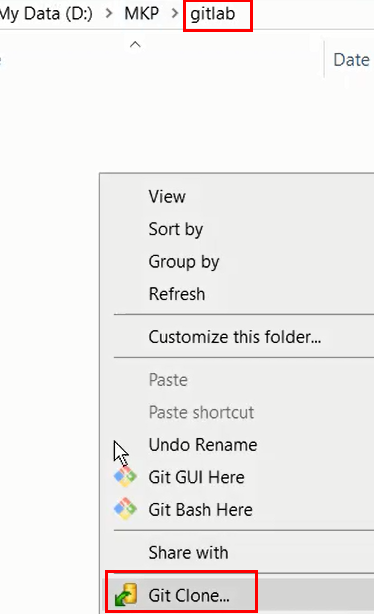 My Data (D:) > MKP > gitlab
Date
View
Sort by
Group by
Refresh
Customize this folder...
Paste
Paste shortcut
Undo Rename
Git GUI Here
Git Bash Here
Share with
Git Clone...